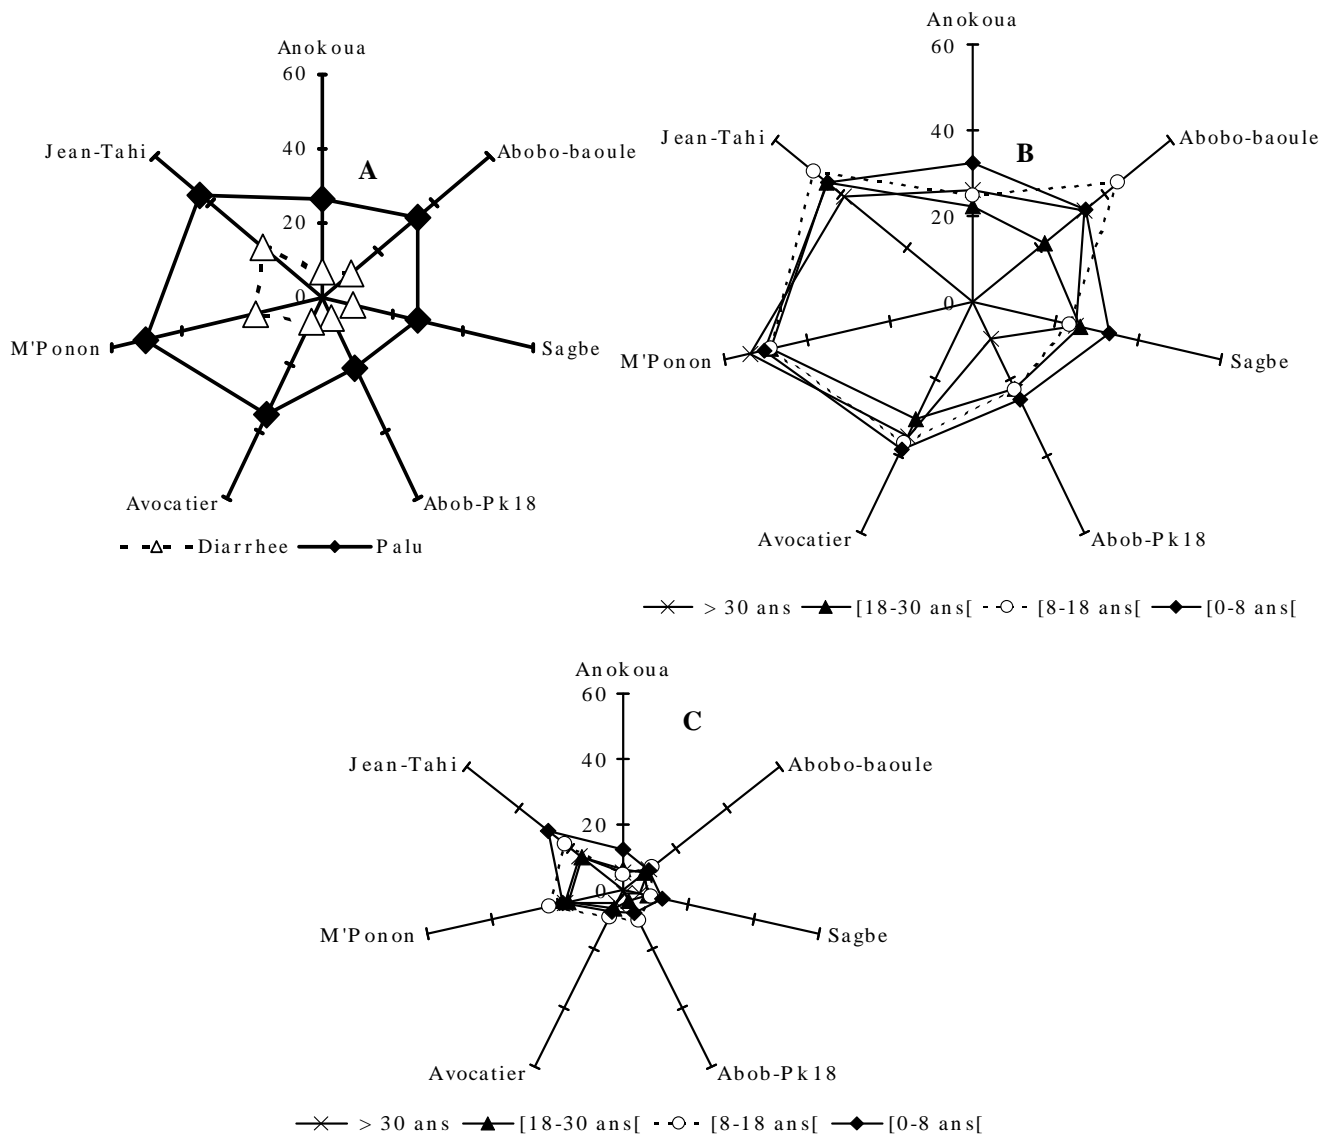 Anokoua
60
40
20
0
A
Jean-Tahi
Abobo-baoule
M'Ponon
Sagbe
Avocatier
Abob-Pk18
Diarrhee Palu
Anokoua
60
40
20
0
B
Jean-Tahi
Abobo-baoule
M'Ponon
Sagbe
Avocatier
Abob-Pk18
> 30 ans [18-30 ans[ [8-18 ans[ [0-8 ans[
Anokoua
60
40
20
0
C
Jean-Tahi
Abobo-baoule
M'Ponon
Sagbe
Avocatier
Abob-Pk18
> 30 ans [18-30 ans[ [8-18 ans[ [0-8 ans[